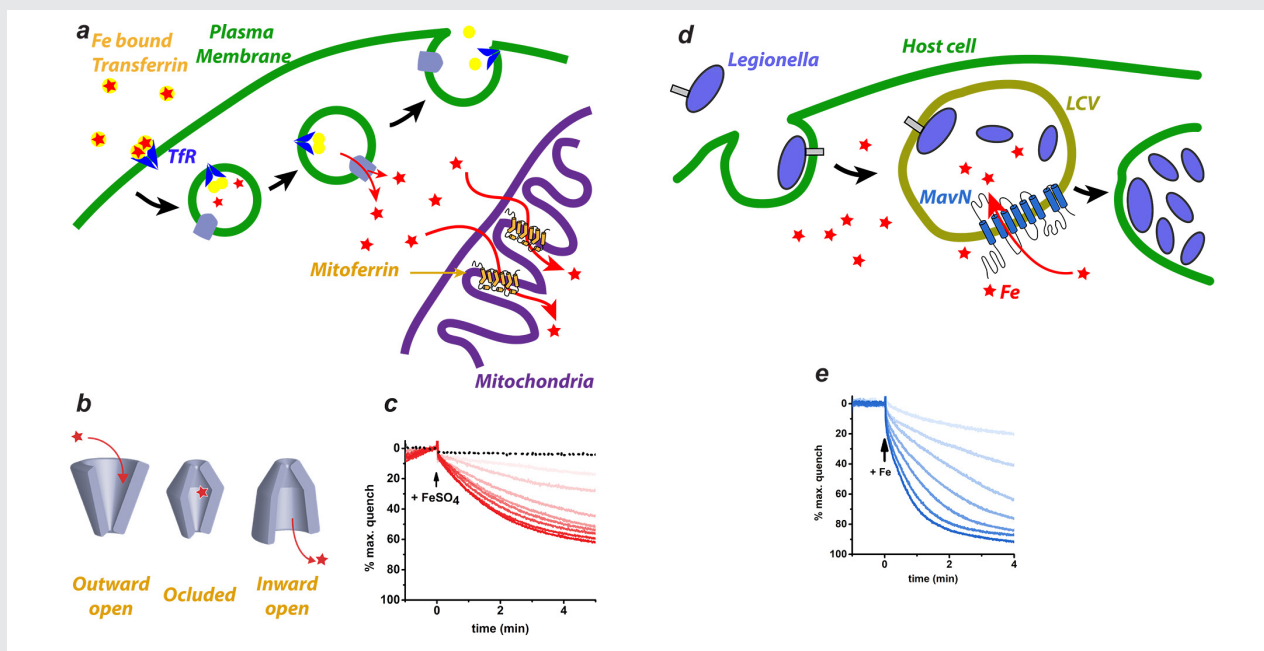 a
Fe bound
Transferrin
Plasma
Membrane
TfR
Mitoferrin
Mitochondria
b
Outward
open
Ocluded
Inward
open
c
0
20
40
60
80
100
% max. quench
+ FeSO4
0
2
4
time (min)
d
Legionella
Host cell
LCV
MavN
Fe
e
0
20
40
60
80
100
% max. quench
+ Fe
0
2
4
time (min)